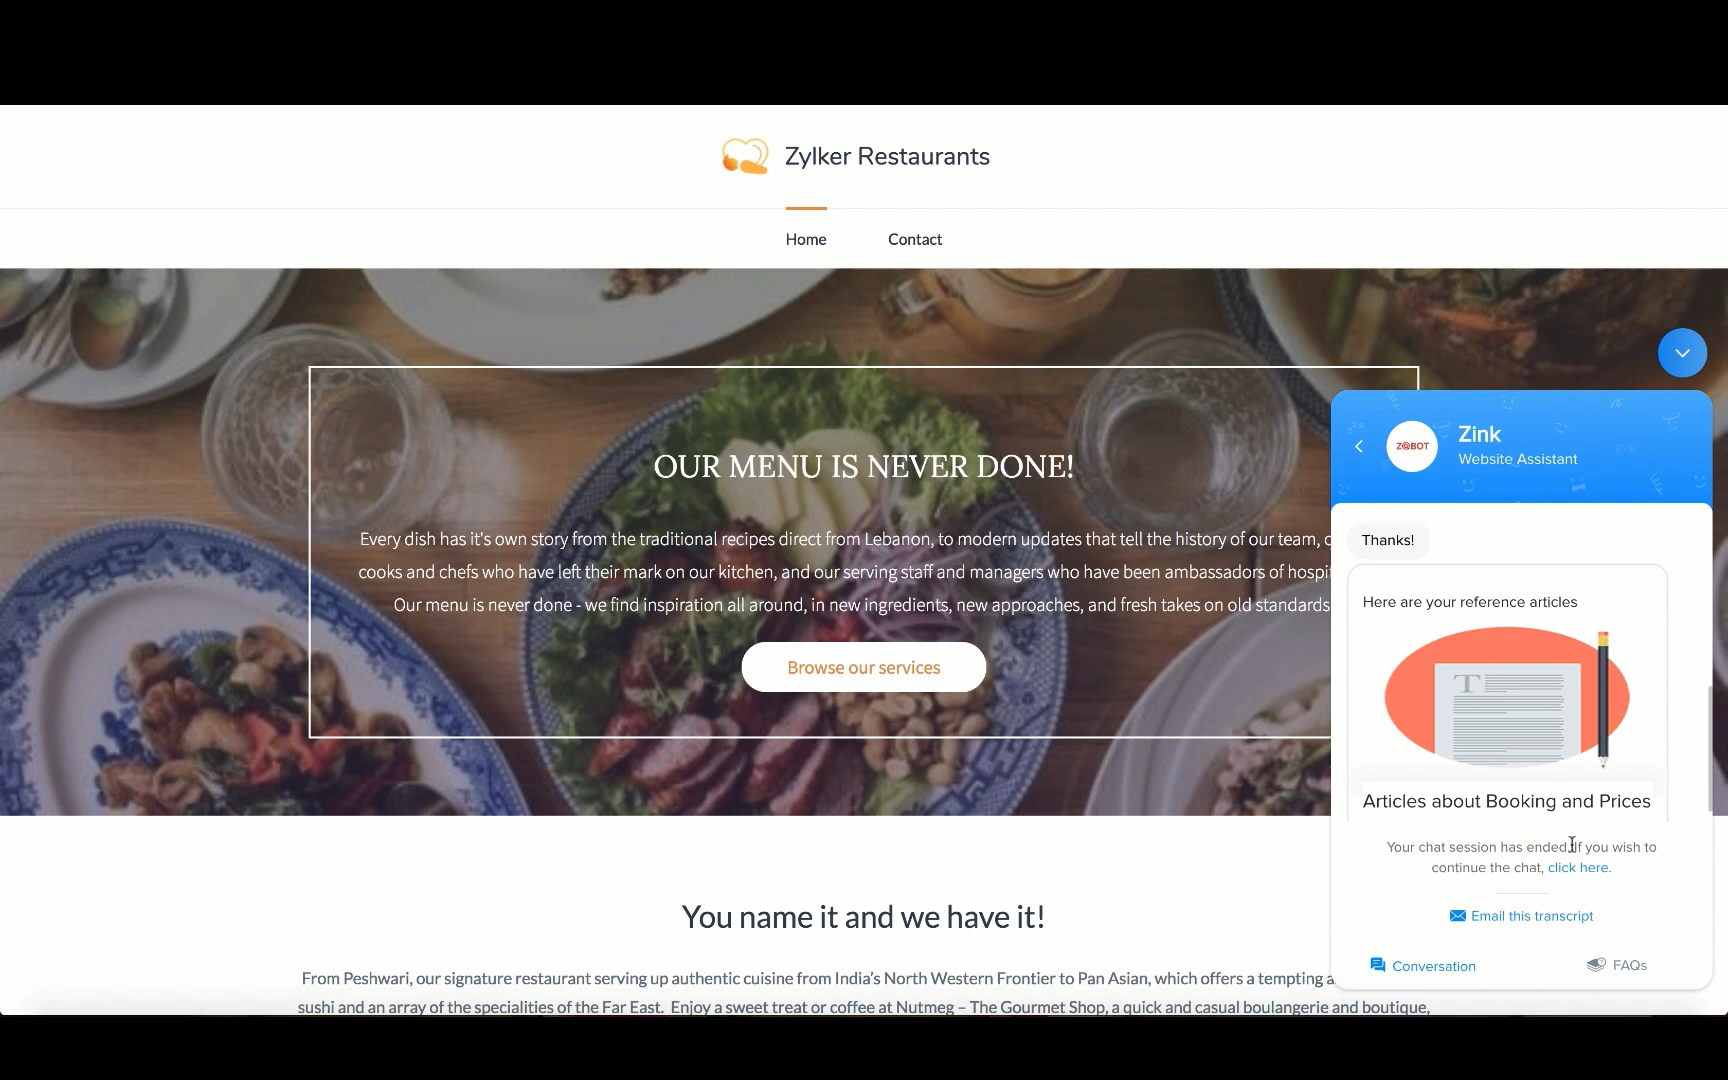 Zylker Restaurants
Home
Contact
OUR MENU IS NEVER DONE!
Every dish has it's own story from the traditional recipes direct from Lebanon, to modern updates that tell the history of our team,
cooks and chefs who have left their mark on our kitchen, and our serving staff and managers who have been ambassadors of
Our menu is never done - we find inspiration all around, in new ingredients, new approaches, and fresh takes on old standards
Browse our services
You name it and we have it!
From Peshwari, our signature restaurant serving up authentic cuisine from India's North Western Frontier to Pan Asian, which offers a tempting
sushi and an array of the specialities of the Far East. Enjoy a sweet treat or coffee at Nutmeg – The Gourmet Shop, a quick and casual boulangerie and boutique,
Z@BOT
Zink
Website Assistant
Thanks!
Here are your reference articles
T
Articles about Booking and Prices
Your chat session has ended. If you wish to
continue the chat, click here.
Email this transcript
Conversation
FAQs